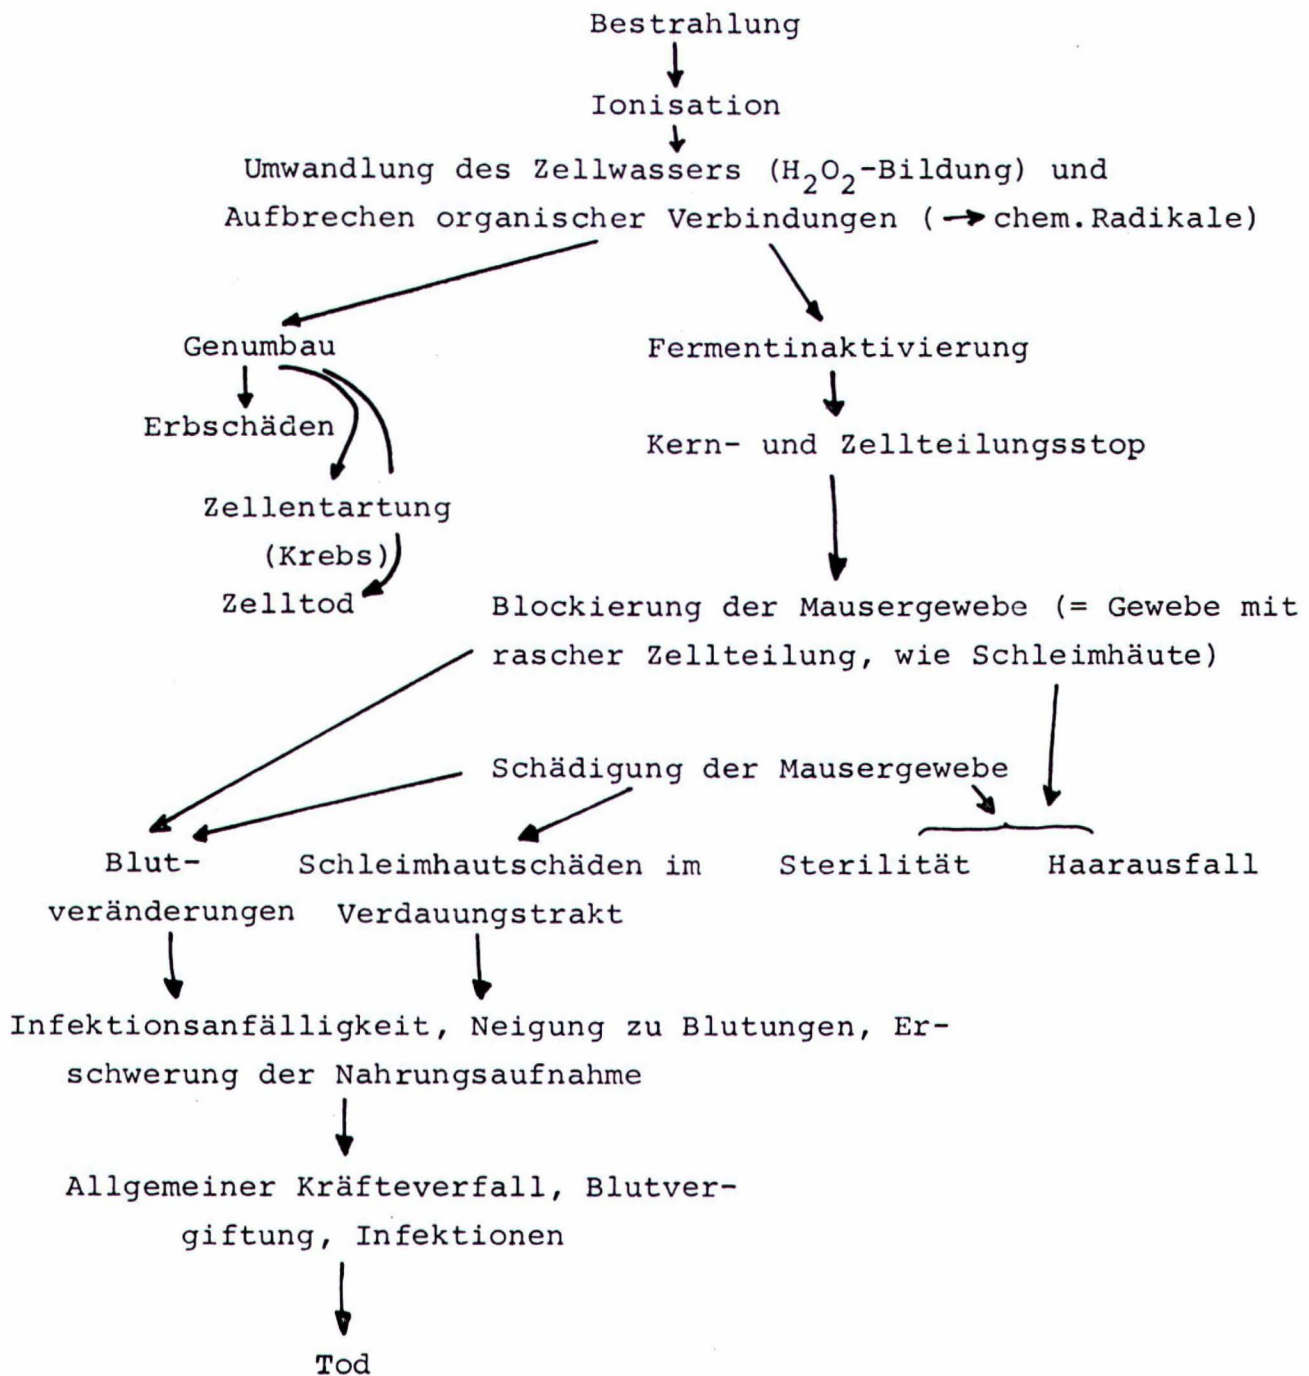 Bestrahlung
Ionisation
Umwandlung des Zellwassers (H₂O₂-Bildung) und
Aufbrechen organischer Verbindungen (→ chem.Radikale)
Genumbau
Fermentinaktivierung
Erbschäden
Kern- und Zellteilungsstop
Zellentartung
(Krebs)
Zelltod
Blockierung der Mausergewebe (= Gewebe mit
rascher Zellteilung, wie Schleimhäute)
Schädigung der Mausergewebe
Blut-
veränderungen
Schleimhautschäden im
Verdauungstrakt
Sterilität
Haarausfall
Infektionsanfälligkeit, Neigung zu Blutungen, Er-
schwerung der Nahrungsaufnahme
Allgemeiner Kräfteverfall, Blutver-
giftung, Infektionen
Tod